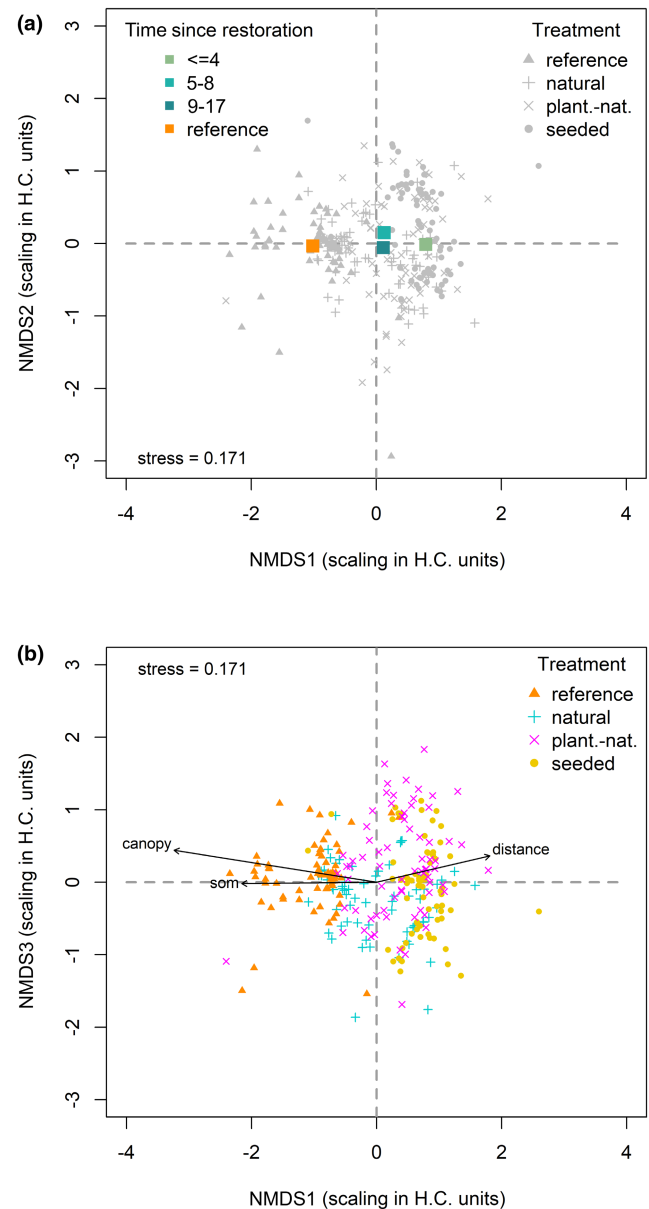 (a)
Time since restoration
<=4
5-8
9-17
reference
Treatment
reference
natural
plant.-nat.
seeded
NMDS2 (scaling in H.C. units)
3
2
1
0
-1
-2
-3
stress = 0.171
-4 -2 0 2 4
NMDS1 (scaling in H.C. units)
(b)
stress = 0.171
Treatment
reference
natural
plant.-nat.
seeded
NMDS3 (scaling in H.C. units)
3
2
1
0
-1
-2
-3
canopy
distance
som
-4 -2 0 2 4
NMDS1 (scaling in H.C. units)